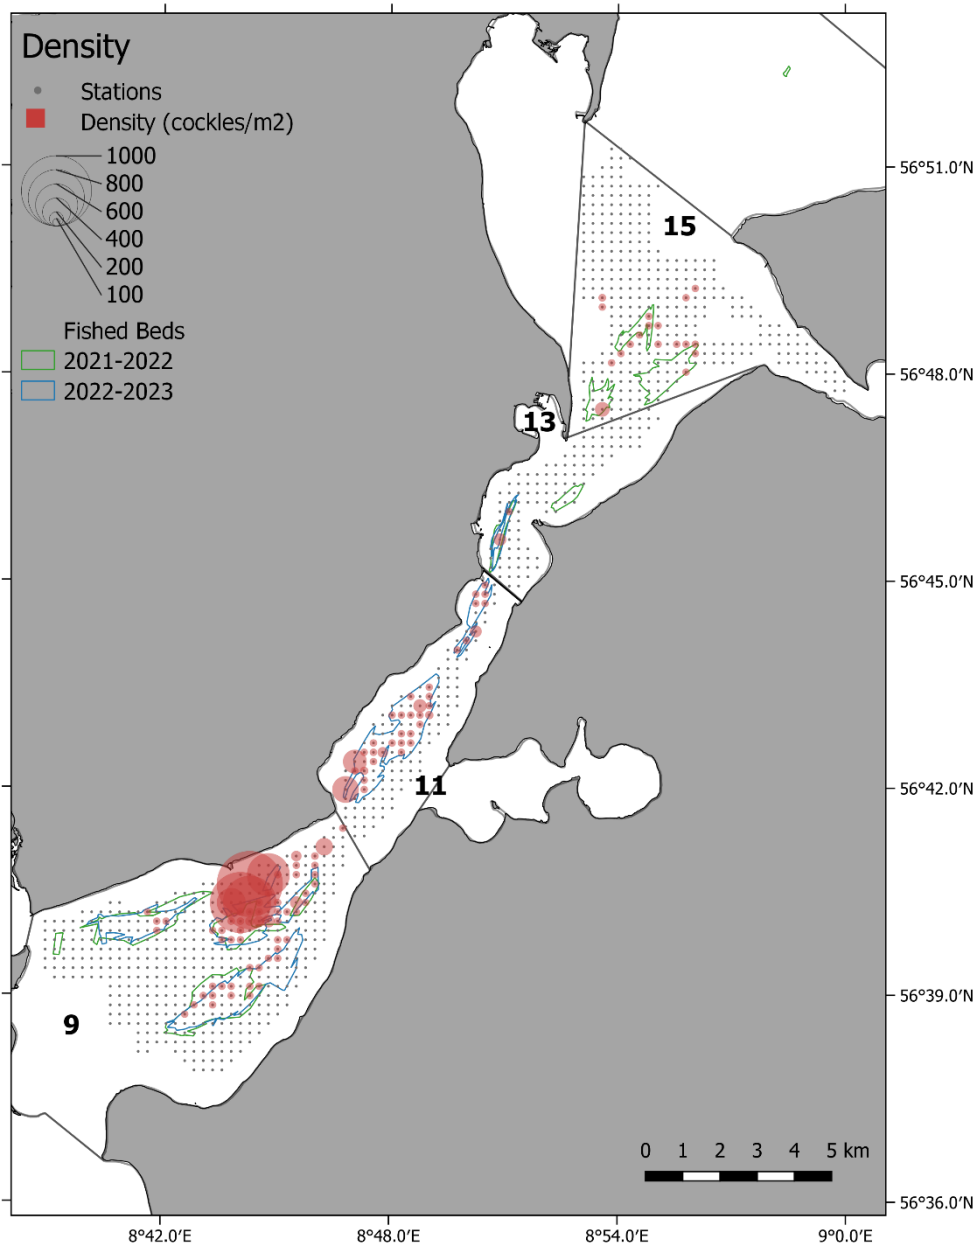 Density
Stations
Density (cockles/m2)
1000
800
600
400
200
100
Fished Beds
2021-2022
2022-2023
15
13
11
9
56°51.0'N
56°48.0'N
56°45.0'N
56°42.0'N
56°39.0'N
56°36.0'N
0 1 2 3 4 5 km
8°42.0'E 8°48.0'E 8°54.0'E 9°0.0'E